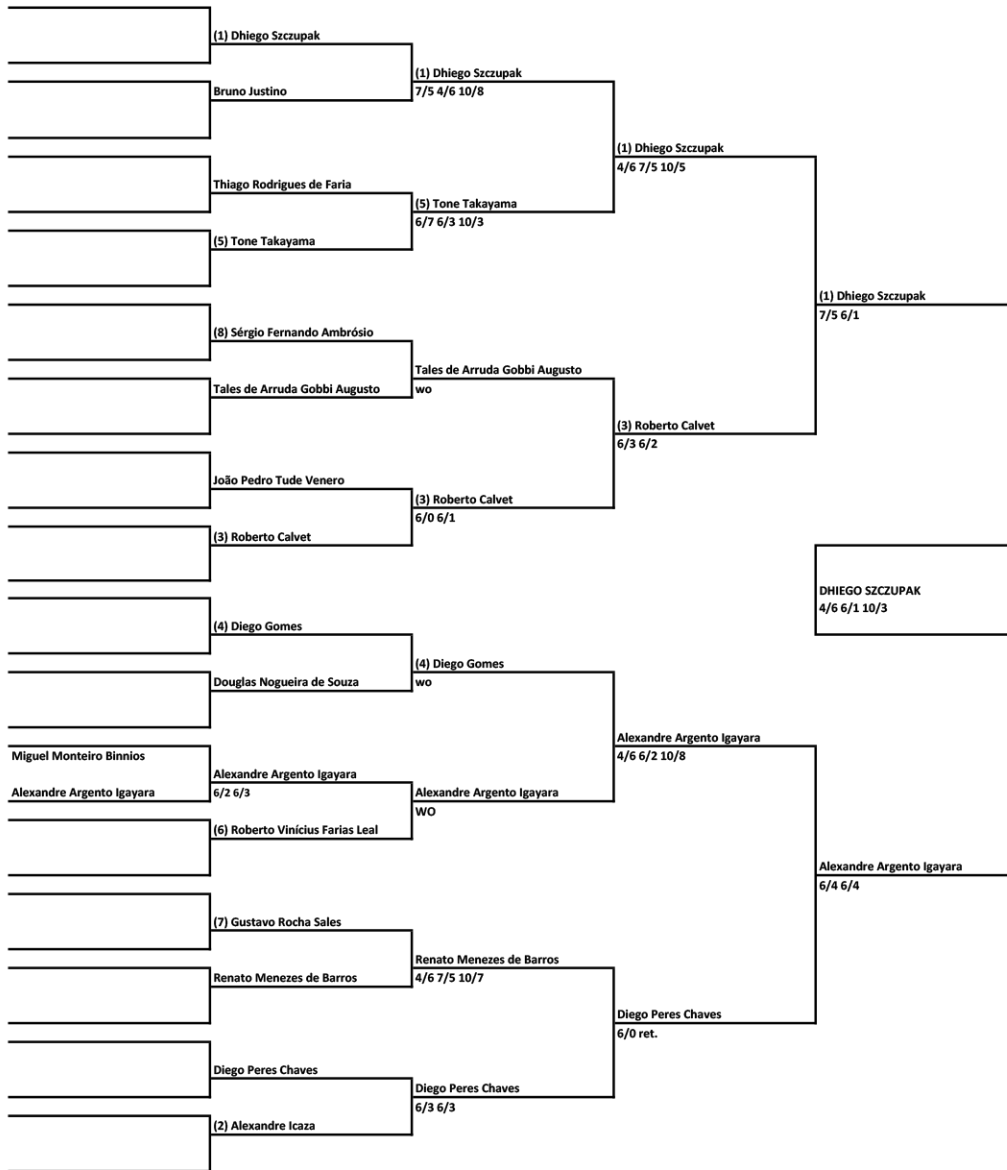 (1) Dhiego Szczupak
(1) Dhiego Szczupak
7/5 4/6 10/8
Bruno Justino
(1) Dhiego Szczupak
4/6 7/5 10/5
Thiago Rodrigues de Faria
(5) Tone Takayama
6/7 6/3 10/3
(5) Tone Takayama
(1) Dhiego Szczupak
7/5 6/1
(8) Sérgio Fernando Ambrósio
Tales de Arruda Gobbi Augusto
wo
Tales de Arruda Gobbi Augusto
(3) Roberto Calvet
6/3 6/2
João Pedro Tude Venero
(3) Roberto Calvet
6/0 6/1
(3) Roberto Calvet
DHIEGO SZCZUPAK
4/6 6/1 10/3
(4) Diego Gomes
(4) Diego Gomes
wo
Douglas Nogueira de Souza
Alexandre Argento Igayara
4/6 6/2 10/8
Miguel Monteiro Binnios
Alexandre Argento Igayara
6/2 6/3
Alexandre Argento Igayara
Alexandre Argento Igayara
WO
(6) Roberto Vinícius Farias Leal
Alexandre Argento Igayara
6/4 6/4
(7) Gustavo Rocha Sales
Renato Menezes de Barros
4/6 7/5 10/7
Renato Menezes de Barros
Diego Peres Chaves
6/0 ret.
Diego Peres Chaves
Diego Peres Chaves
6/3 6/3
(2) Alexandre Icaza